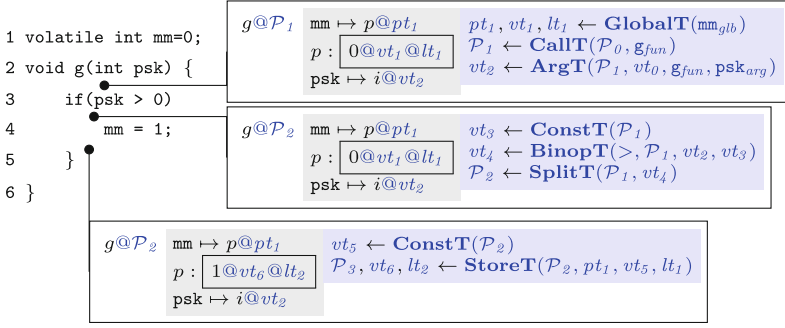 1 volatile int mm=0;
2 void g(int psk) {
3 if(psk > 0)
4 mm = 1;
5 }
6 }
g@𝒫₁ mm ↦ p@pt₁ pt₁, vt₁, lt₁ ← GlobalT(mm_glb)
p : 0@vt₁@lt₁ 𝒫₁ ← CallT(𝒫₀, g_fun)
psk ↦ i@vt₂ vt₂ ← ArgT(𝒫₁, vt₀, g_fun, psk_arg)
g@𝒫₂ mm ↦ p@pt₁ vt₃ ← ConstT(𝒫₁)
p : 0@vt₁@lt₁ vt₄ ← BinopT(>, 𝒫₁, vt₂, vt₃)
psk ↦ i@vt₂ 𝒫₂ ← SplitT(𝒫₁, vt₄)
g@𝒫₂ mm ↦ p@pt₁ vt₅ ← ConstT(𝒫₂)
p : 1@vt₆@lt₂ 𝒫₃, vt₆, lt₂ ← StoreT(𝒫₂, pt₁, vt₅, lt₁)
psk ↦ i@vt₂